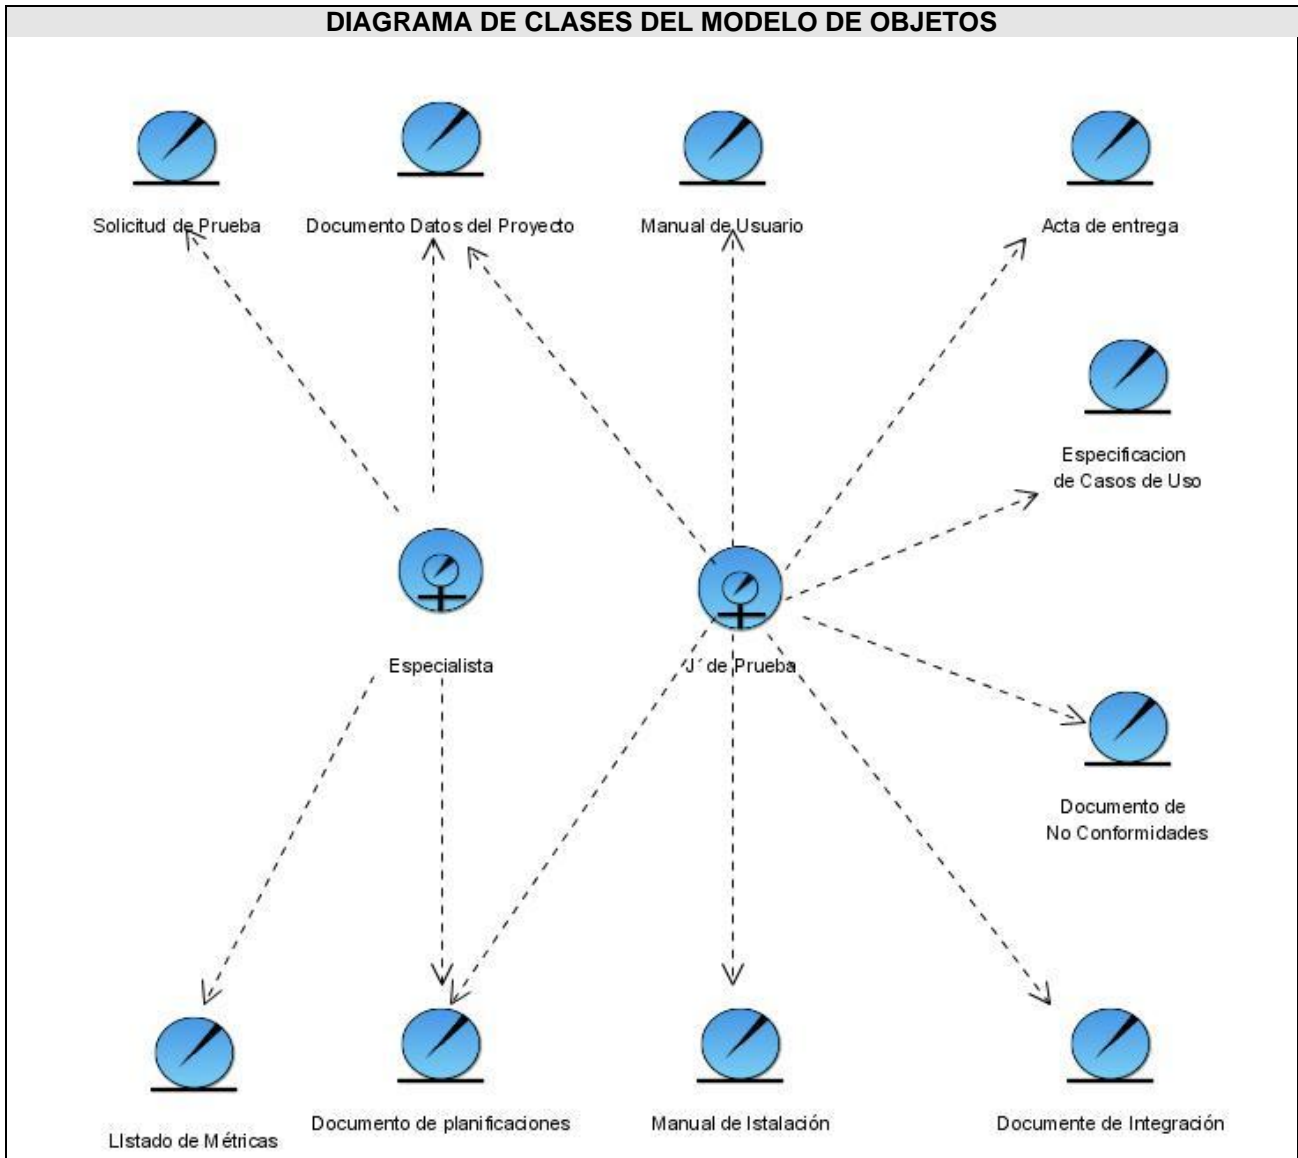 DIAGRAMA DE CLASES DEL MODELO DE OBJETOS
Solicitud de Prueba
Documento Datos del Proyecto
Manual de Usuario
Acta de entrega
Especificacion
de Casos de Uso
Especialista
J´ de Prueba
Documento de
No Conformidades
LIstado de Métricas
Documento de planificaciones
Manual de Istalación
Documente de Integración